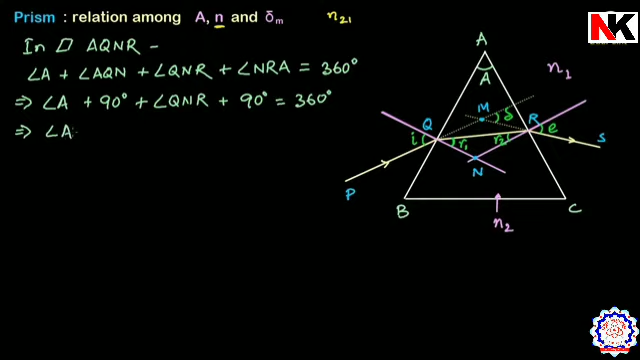 Prism : relation among A, n and δm n21
In ▱ AQNR -
∠A + ∠AQN + ∠QNR + ∠NRA = 360°
⇒ ∠A + 90° + ∠QNR + 90° = 360°
⇒ ∠A
NK
A
A
n1
M
δ
Q
R
i
r1
r2
e
S
N
P
B
C
n2